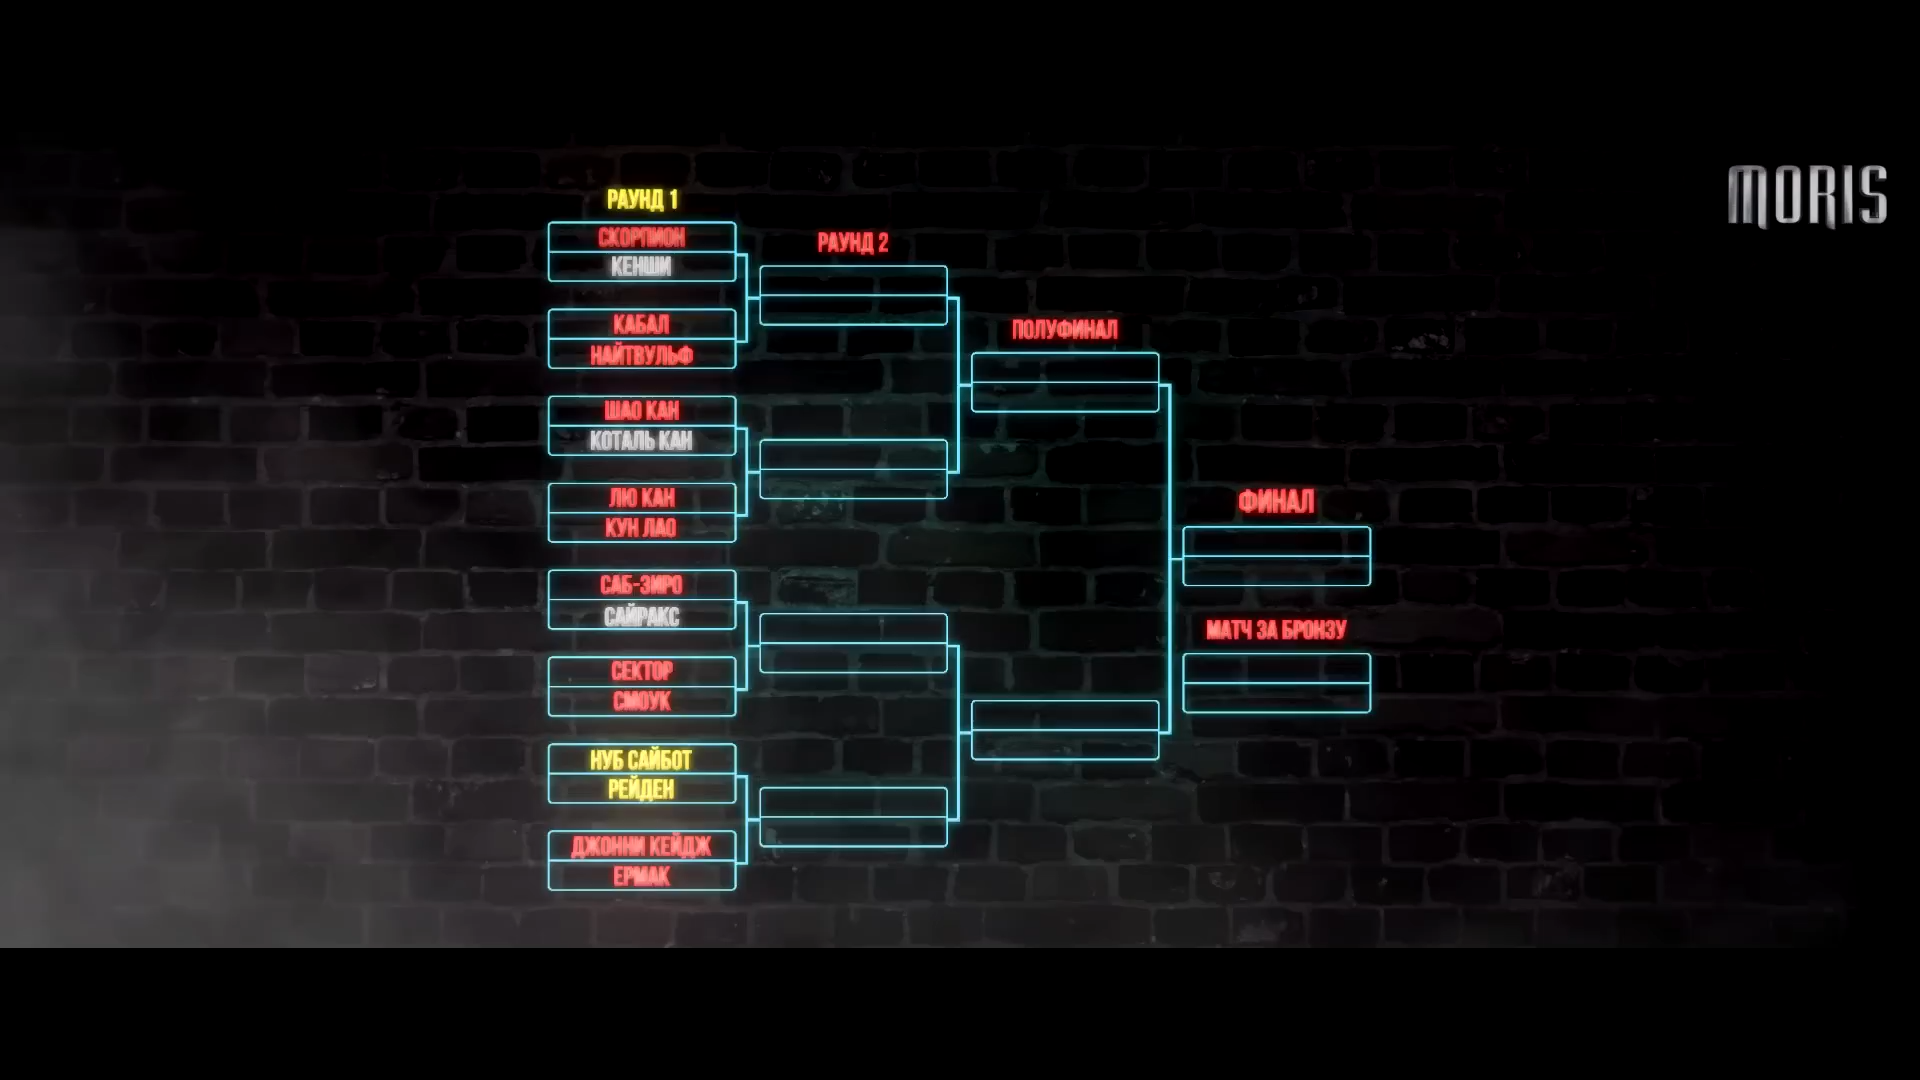 MORIS
РАУНД 1
СКОРПИОН
КЕНШИ
КАБАЛ
НАЙТВУЛЬФ
ШАО КАН
КОТАЛЬ КАН
ЛЮ КАН
КУН ЛАО
САБ-ЗИРО
САЙРАКС
СЕКТОР
СМОУК
НУБ САЙБОТ
РЕЙДЕН
ДЖОННИ КЕЙДЖ
ЕРМАК
РАУНД 2
ПОЛУФИНАЛ
ФИНАЛ
МАТЧ ЗА БРОНЗУ